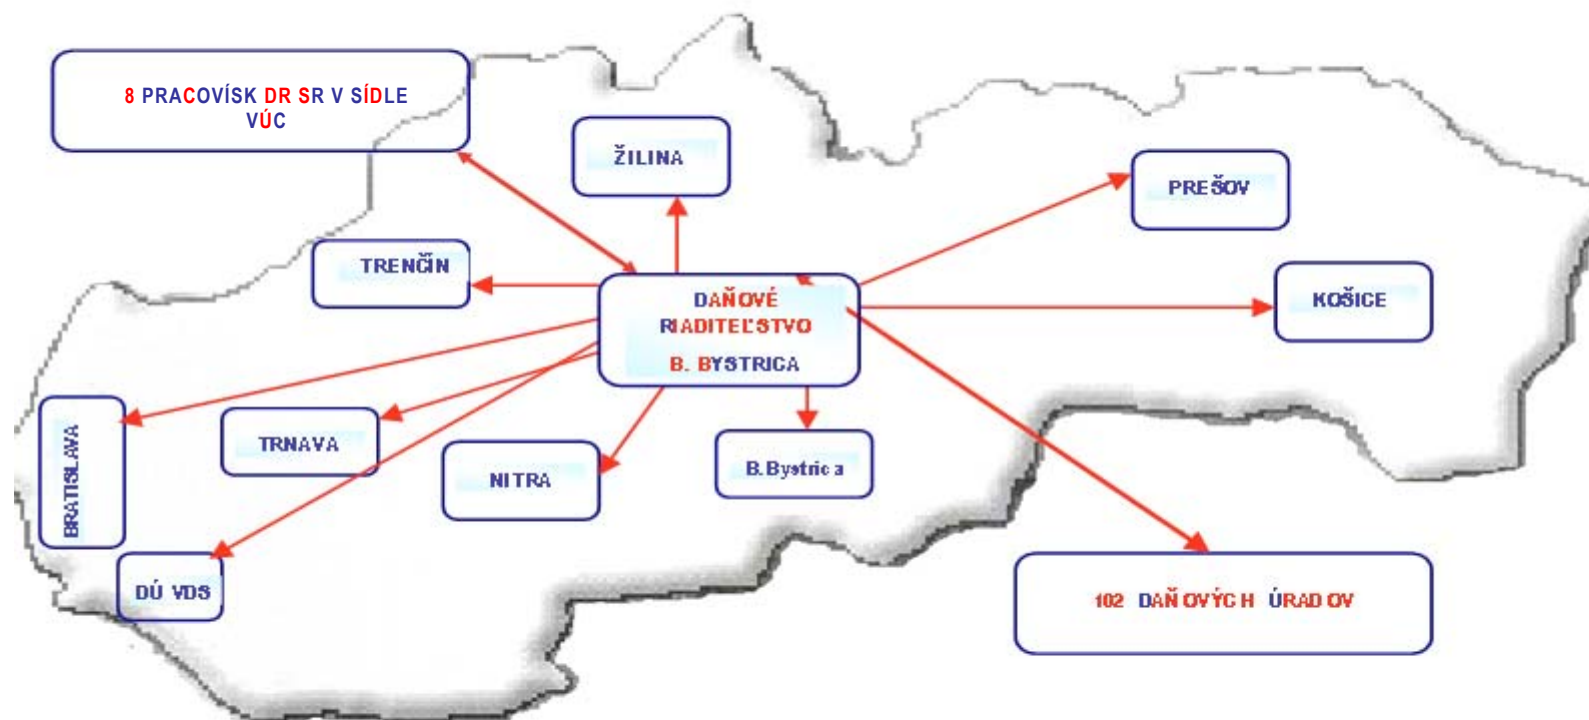 8 PRACOVÍSK DR SR V SÍDLE
VÚC
ŽILINA
PREŠOV
TRENČÍN
KOŠICE
DAŇOVÉ
RIADITEĽSTVO
B. BYSTRICA
BRATISLAVA
TRNAVA
NITRA
B.Bystrica
DÚ VDS
102 DAŇOVÝCH ÚRADOV